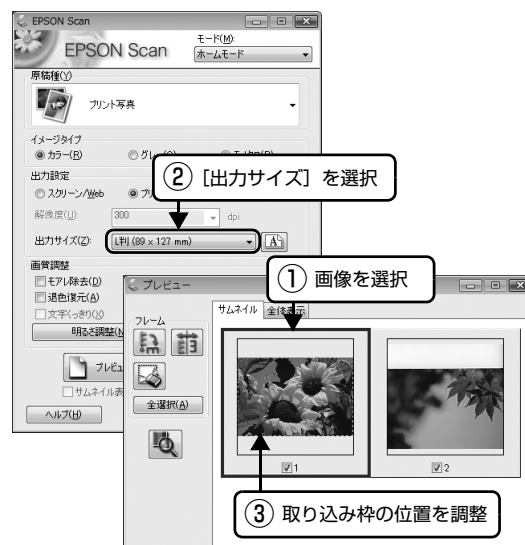 EPSON Scan
EPSON Scan
モード(M):
ホームモード
原稿種(Y)
プリント写真
イメージタイプ
カラー(R)
出力設定
スクリーン/Web
解像度(U):
300
dpi
出力サイズ(Z):
L判 (89 x 127 mm)
② [出力サイズ] を選択
画質調整
モアレ除去(D)
退色復元(A)
文字くっきり(X)
明るさ調整(N
プレビュ
サムネイル表
ヘルプ(H)
プレビュー
① 画像を選択
サムネイル
全体表示
フレーム
全選択(A)
1
2
③ 取り込み枠の位置を調整